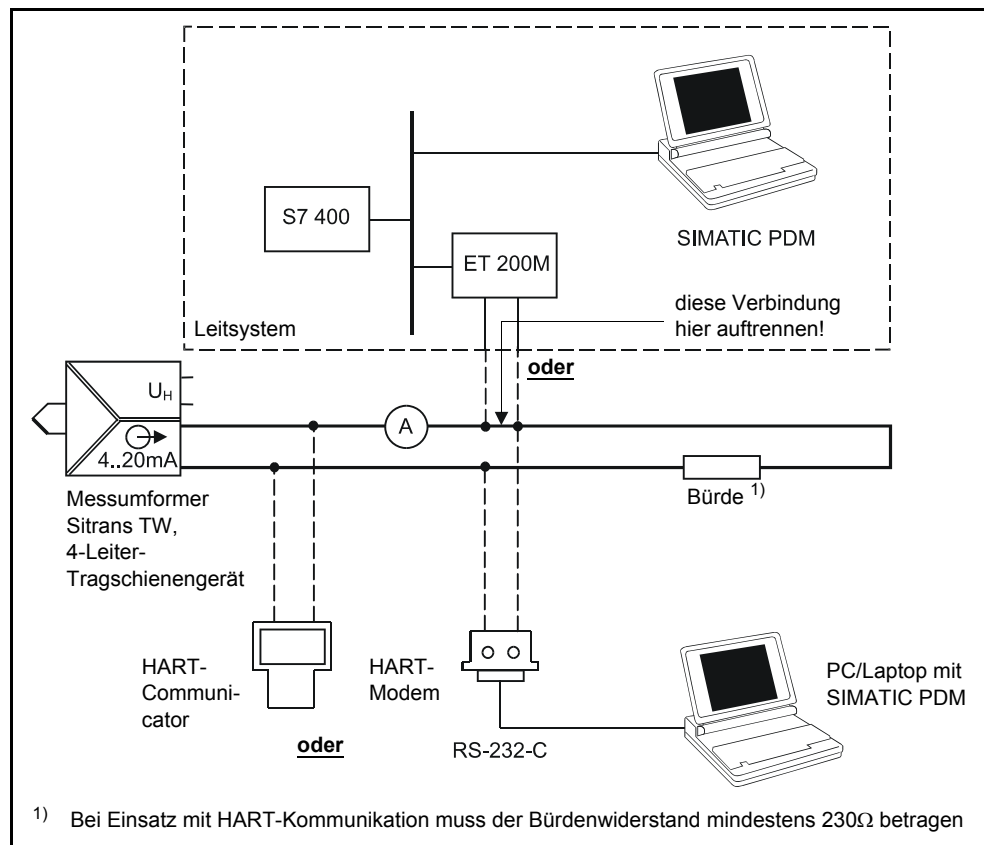 S7 400
SIMATIC PDM
ET 200M
diese Verbindung
hier auftrennen!
Leitsystem
oder
UH
A
4..20mA
Bürde 1)
Messumformer
Sitrans TW,
4-Leiter-
Tragschienengerät
HART-
Communi-
cator
HART-
Modem
PC/Laptop mit
SIMATIC PDM
oder
RS-232-C
1) Bei Einsatz mit HART-Kommunikation muss der Bürdenwiderstand mindestens 230Ω betragen